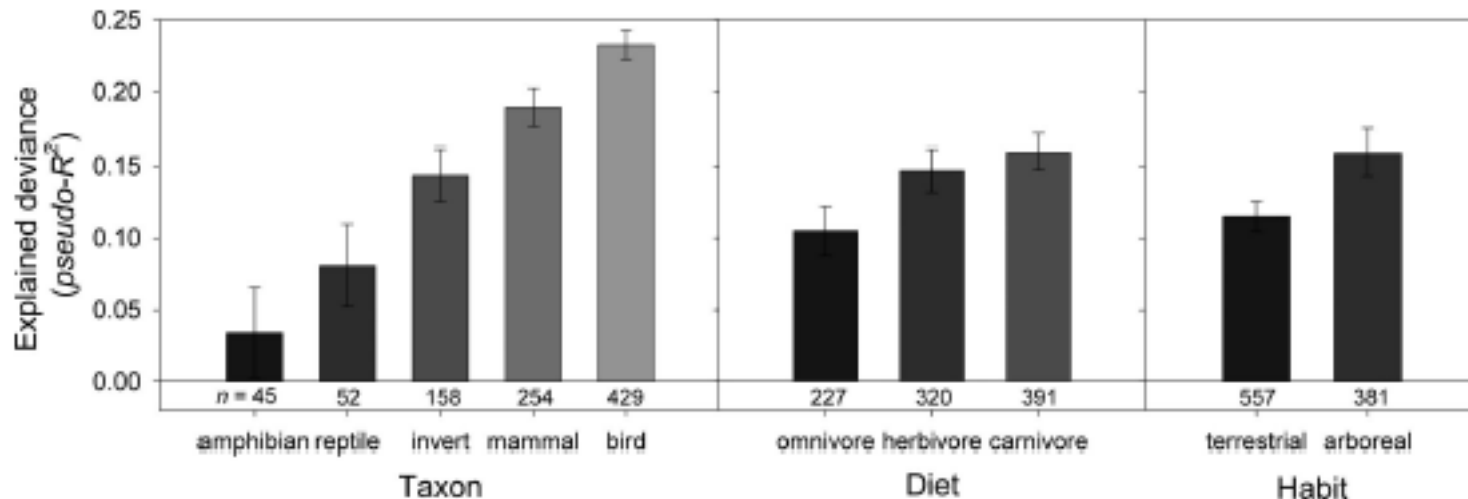 Explained deviance
(pseudo-R²)
0.25
0.20
0.15
0.10
0.05
0.00
n = 45 52 158 254 429 227 320 391 557 381
amphibian reptile invert mammal bird omnivore herbivore carnivore terrestrial arboreal
Taxon Diet Habit